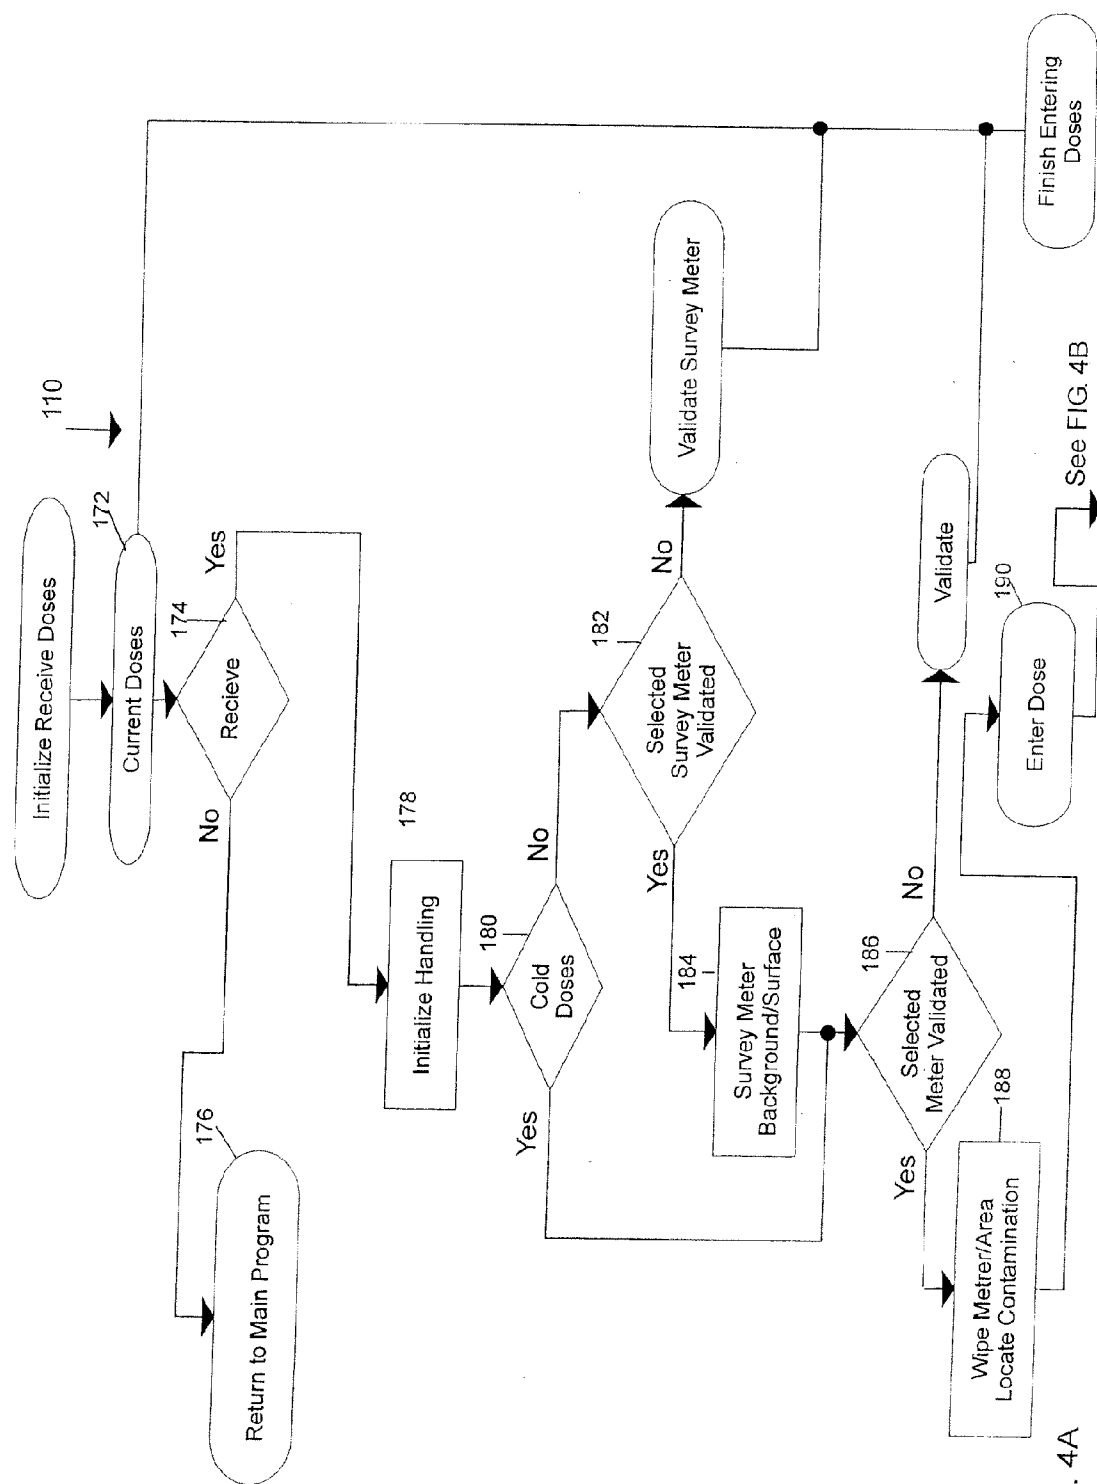 Initialize Receive Doses
110
172
Current Doses
174
Recieve
Yes
No
176
Return to Main Program
178
Initialize Handling
180
Cold
Doses
No
Yes
182
Selected
Survey Meter
Validated
No
Yes
Validate Survey Meter
184
Survey Meter
Background/Surface
186
Selected
Meter Validated
No
Yes
Validate
188
Wipe Metrer/Area
Locate Contamination
190
Enter Dose
Finish Entering
Doses
See FIG. 4B
. 4A